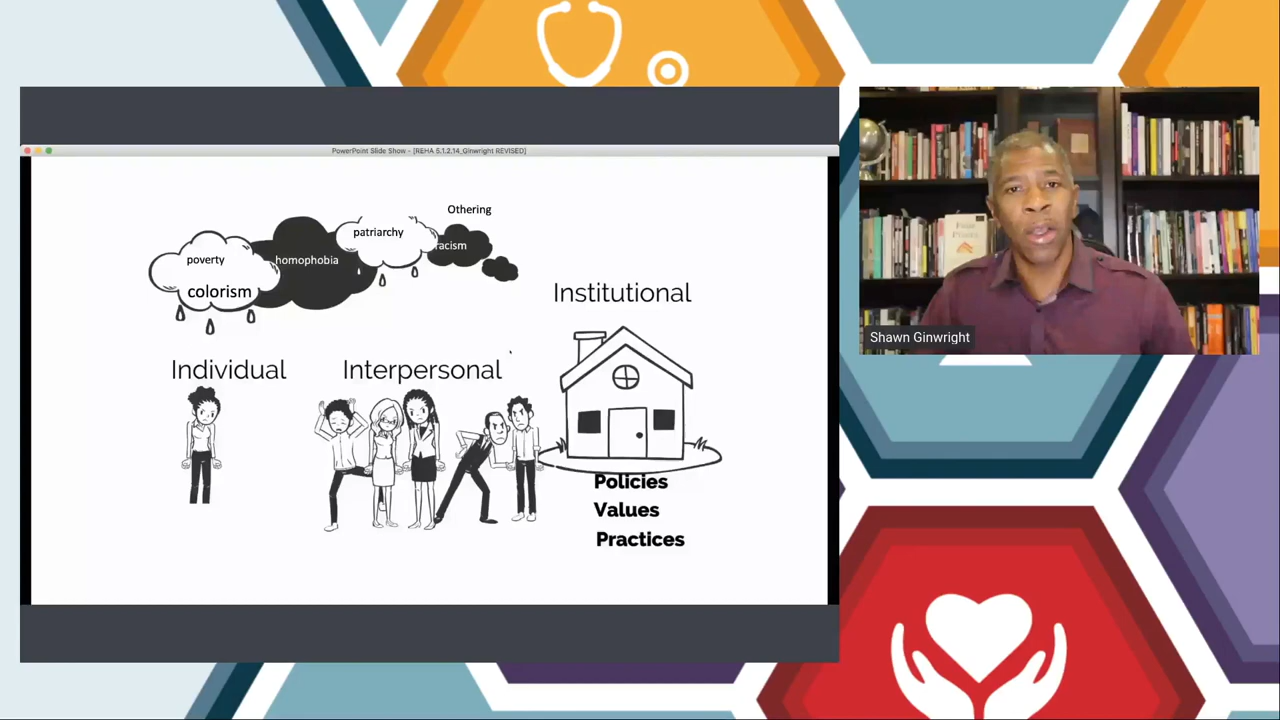 PowerPoint Slide Show - [REHA 5.1.2.14_Ginwright REVISED]
Othering
patriarchy
racism
poverty
homophobia
colorism
Institutional
Individual
Interpersonal
Policies
Values
Practices
Shawn Ginwright